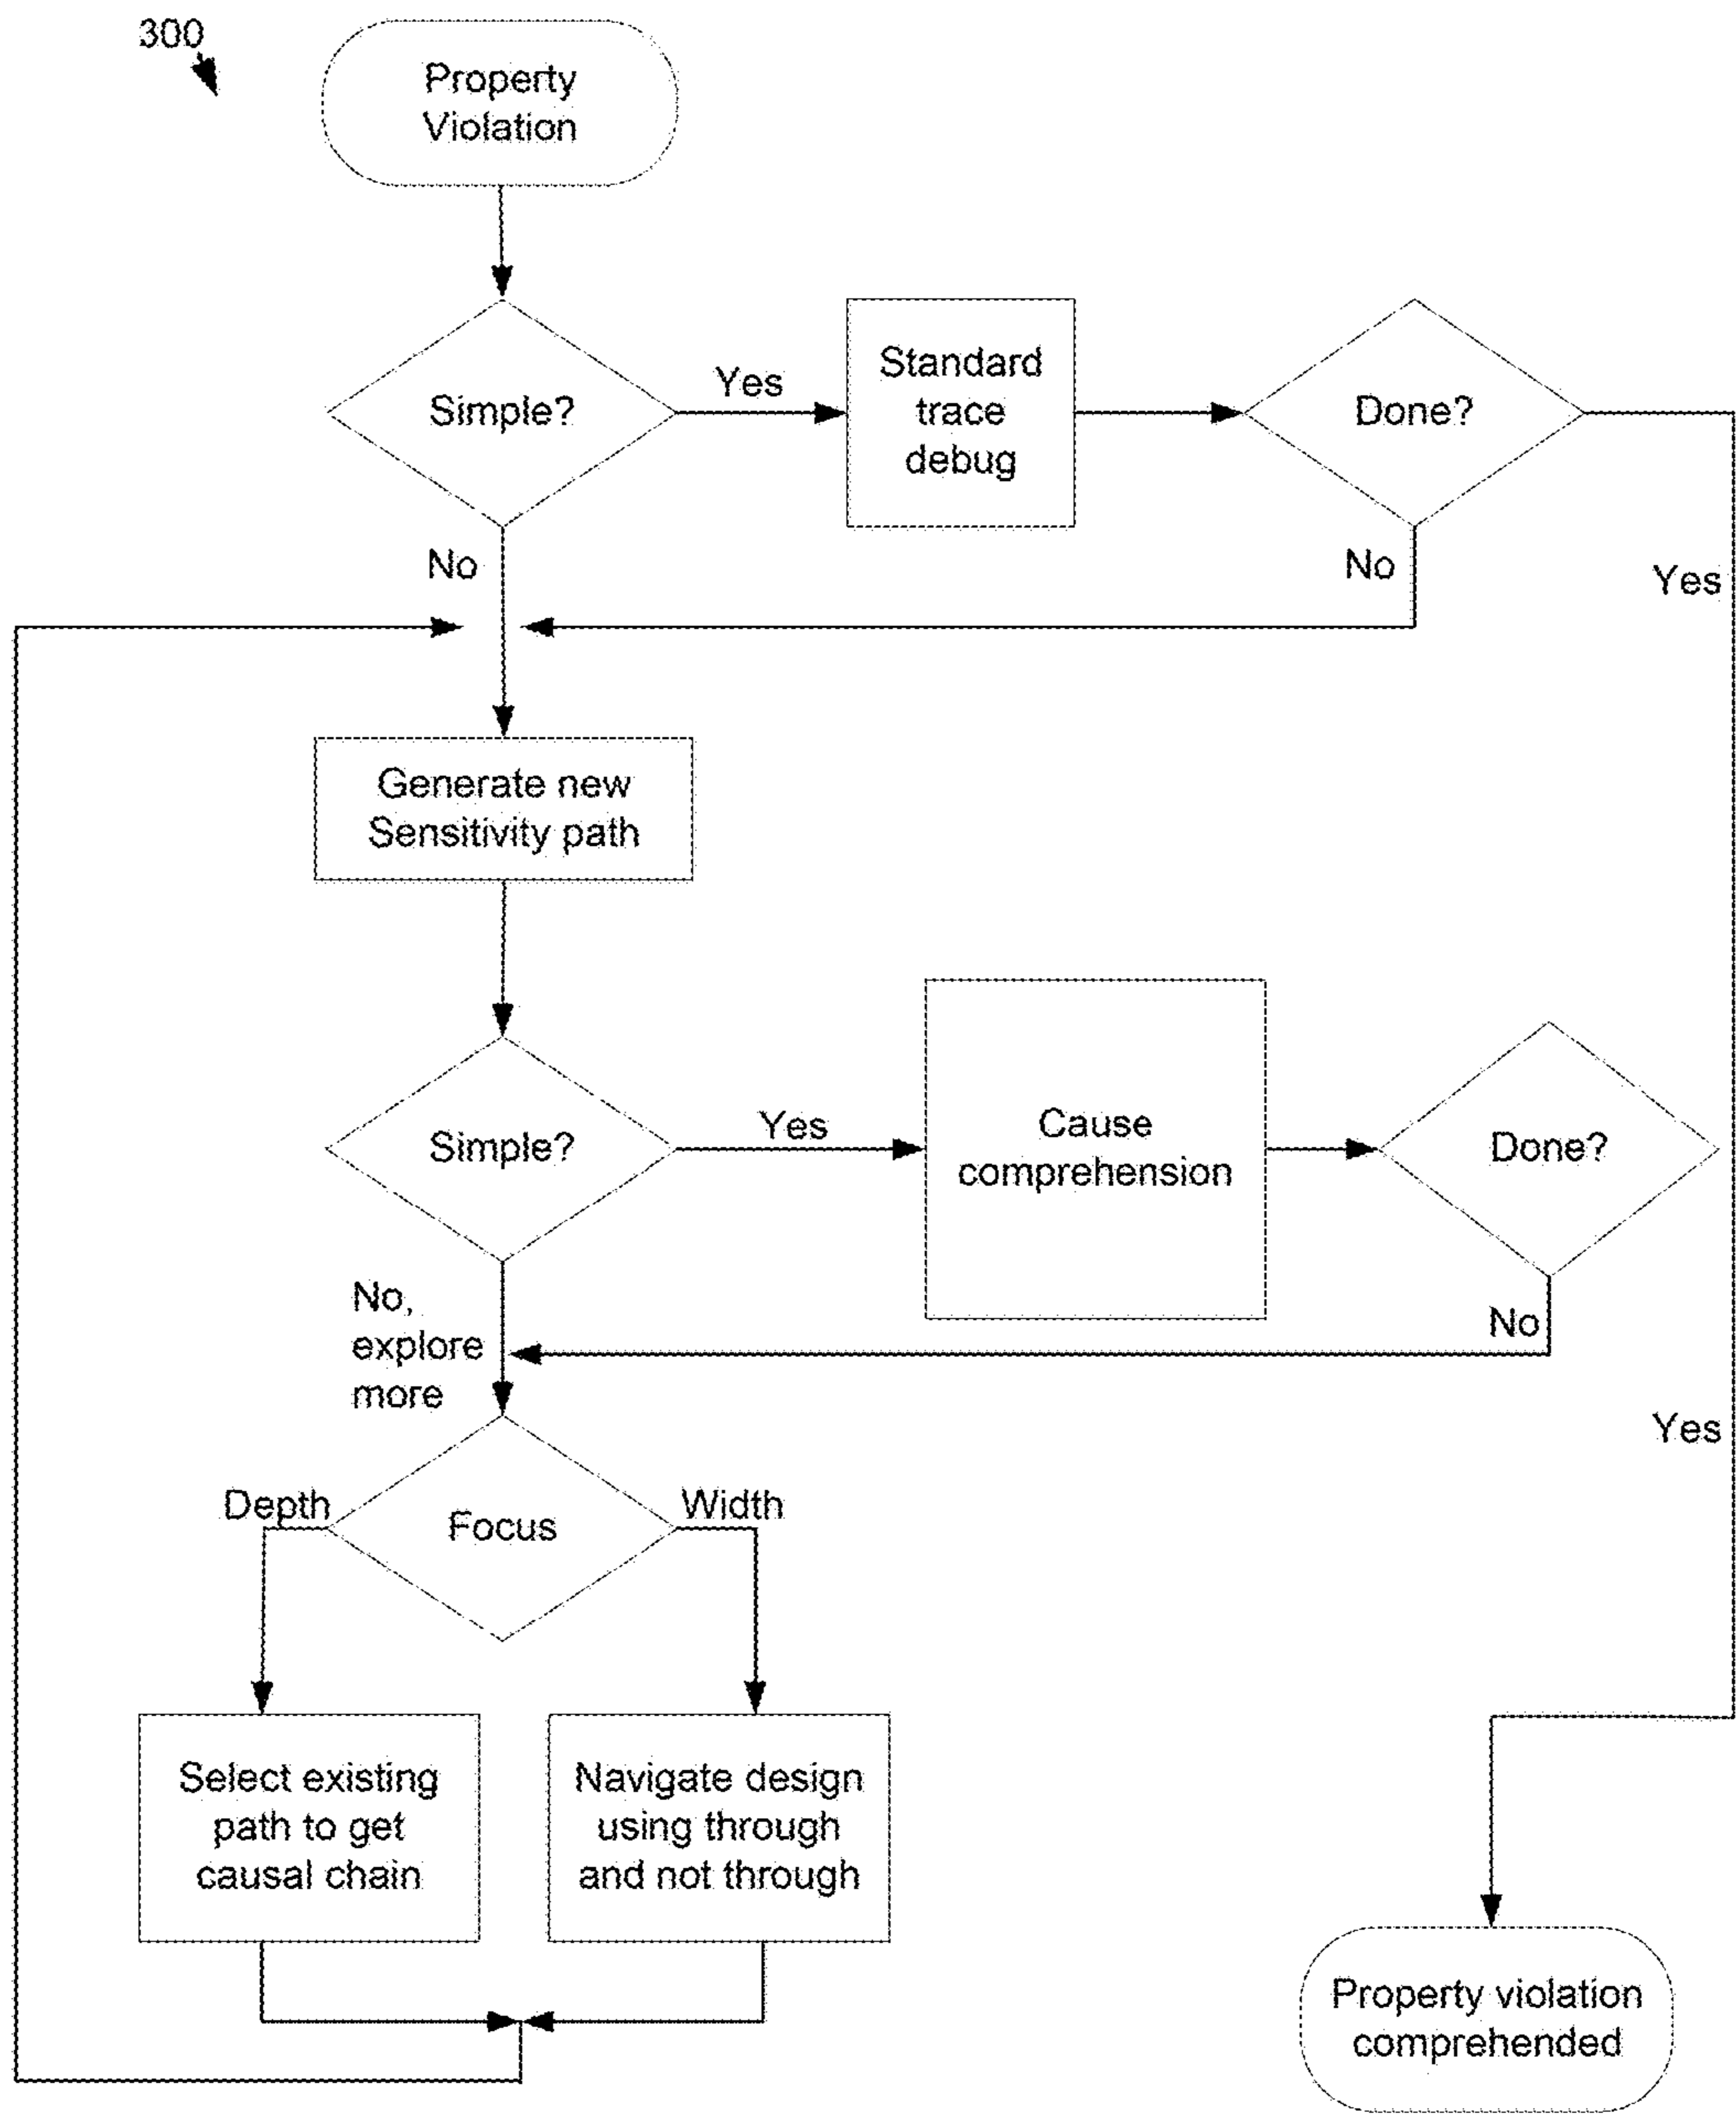 300
Property
Violation
Simple?
Yes
Standard
trace
debug
Done?
No
No
Yes
Generate new
Sensitivity path
Simple?
Yes
Cause
comprehension
Done?
No,
explore
more
No
Yes
Depth
Focus
Width
Select existing
path to get
causal chain
Navigate design
using through
and not through
Property violation
comprehended